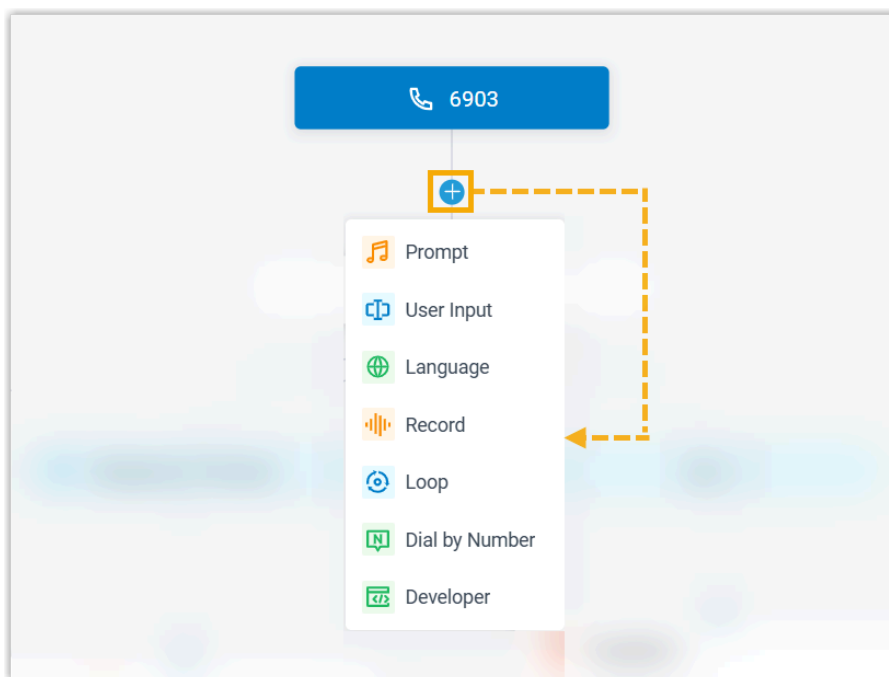 6903
Prompt
User Input
Language
Record
Loop
Dial by Number
Developer